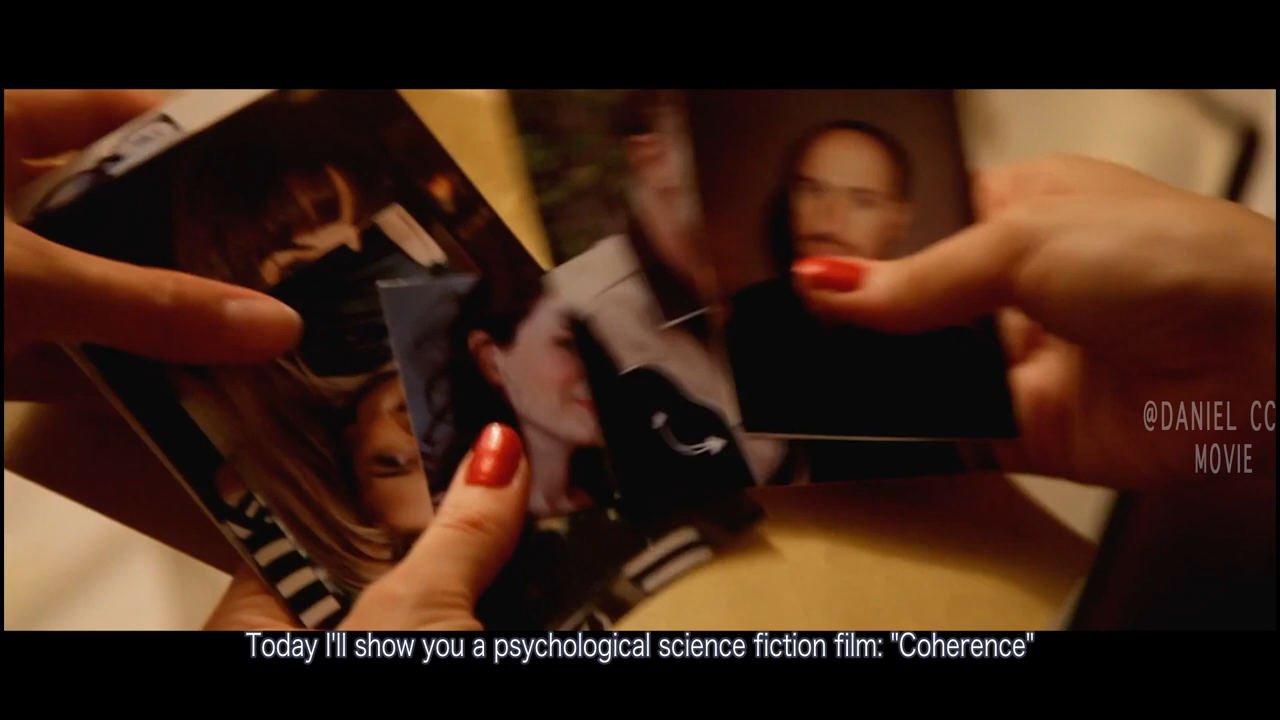 @DANIEL CC
MOVIE
Today I'll show you a psychological science fiction film: "Coherence"